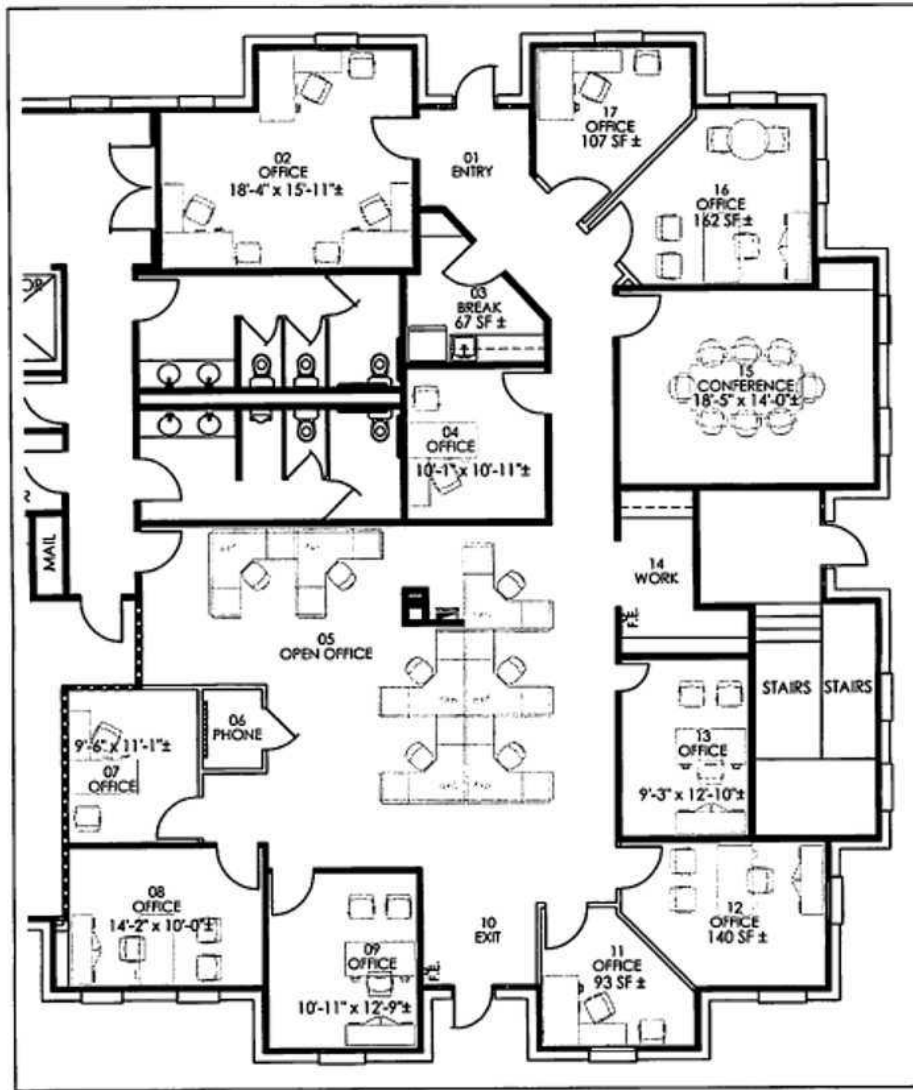 17
OFFICE
107 SF ±
02
OFFICE
18'-4" x 15'-11"±
01
ENTRY
16
OFFICE
162 SF ±
03
BREAK
67 SF ±
15
CONFERENCE
18'-5" x 14'-0"±
04
OFFICE
10'-1" x 10'-11"±
MAIL
14
WORK
F.E.
05
OPEN OFFICE
STAIRS
STAIRS
06
PHONE
13
OFFICE
9'-3" x 12'-10"±
9'-6" x 11'-1"±
07
OFFICE
08
OFFICE
14'-2" x 10'-0"±
12
OFFICE
140 SF ±
10
EXIT
09
OFFICE
10'-11" x 12'-9"±
F.E.
11
OFFICE
93 SF ±